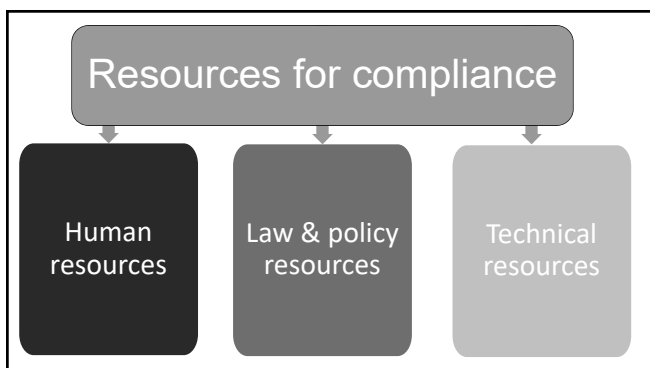 Resources for compliance
Human
resources
Law & policy
resources
Technical
resources